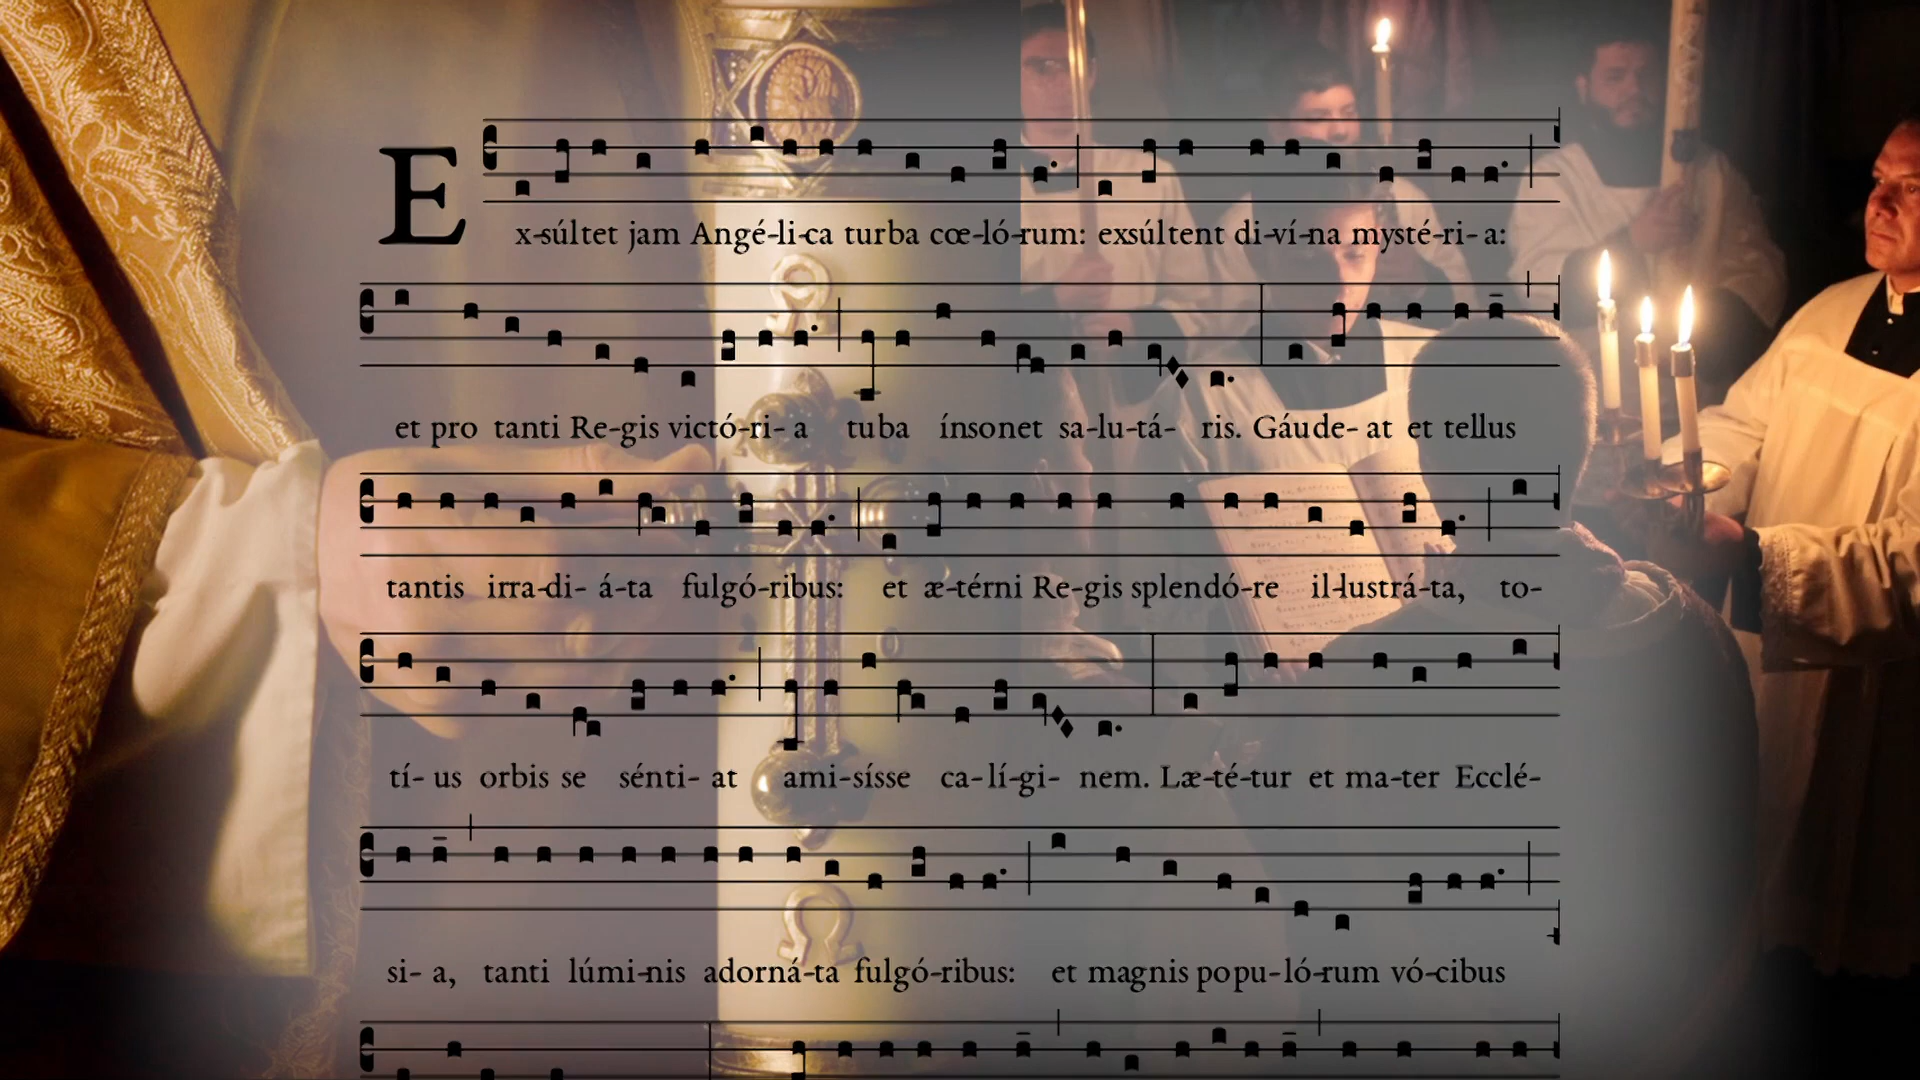 Ex-súltet jam Angé-li-ca turba cœ-ló-rum: exsúltent di-ví-na mysté-ri- a:
et pro tanti Re-gis victó-ri- a tuba ínsonet sa-lu-tá- ris. Gáude- at et tellus
tantis irra-di- á-ta fulgó-ribus: et æ-térni Re-gis splendó-re il-lustrá-ta, to-
tí- us orbis se sénti- at ami-sísse ca-lí-gi- nem. Læ-té-tur et ma-ter Ecclé-
si- a, tanti lúmi-nis adorná-ta fulgó-ribus: et magnis popu-ló-rum vó-cibus